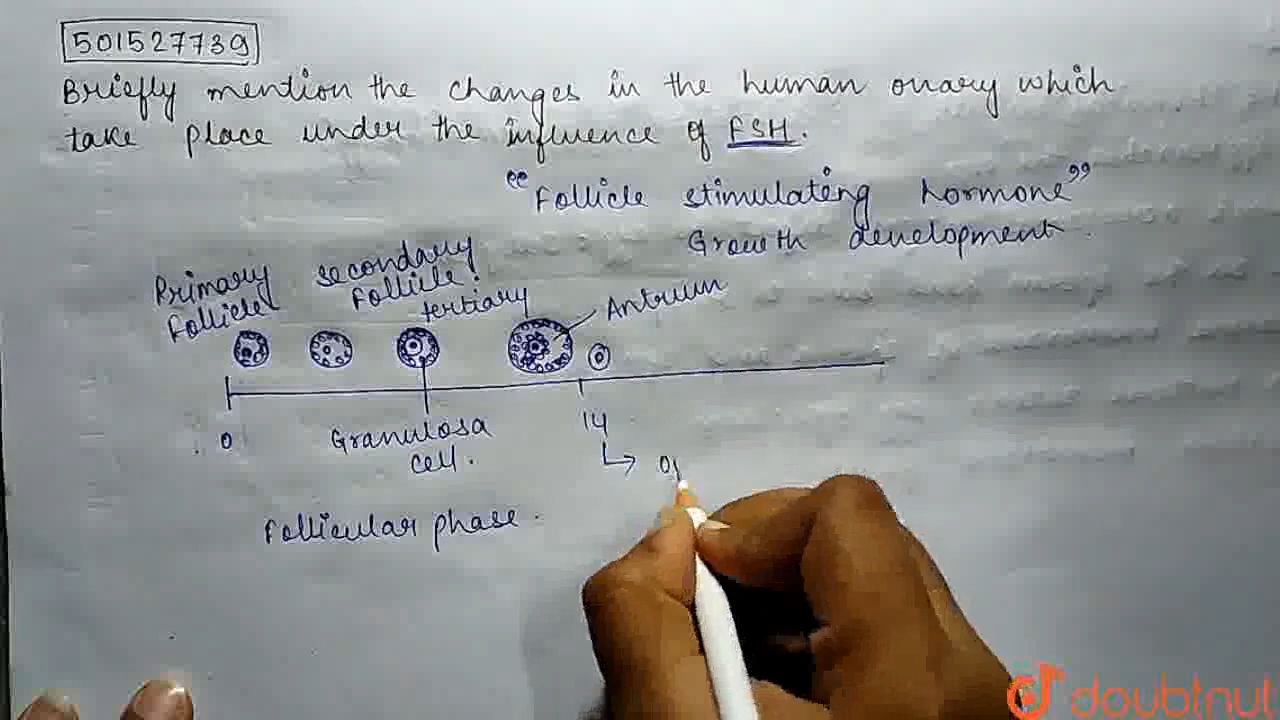 501527739
Briefly mention the changes in the human ovary which
take place under the influence of FSH.
"Follicle stimulating hormone"
Growth development.
Primary
follicle
secondary
follicle.
tertiary
Antrum
0
Granulosa
cell.
14
Follicular phase.
doubtnut